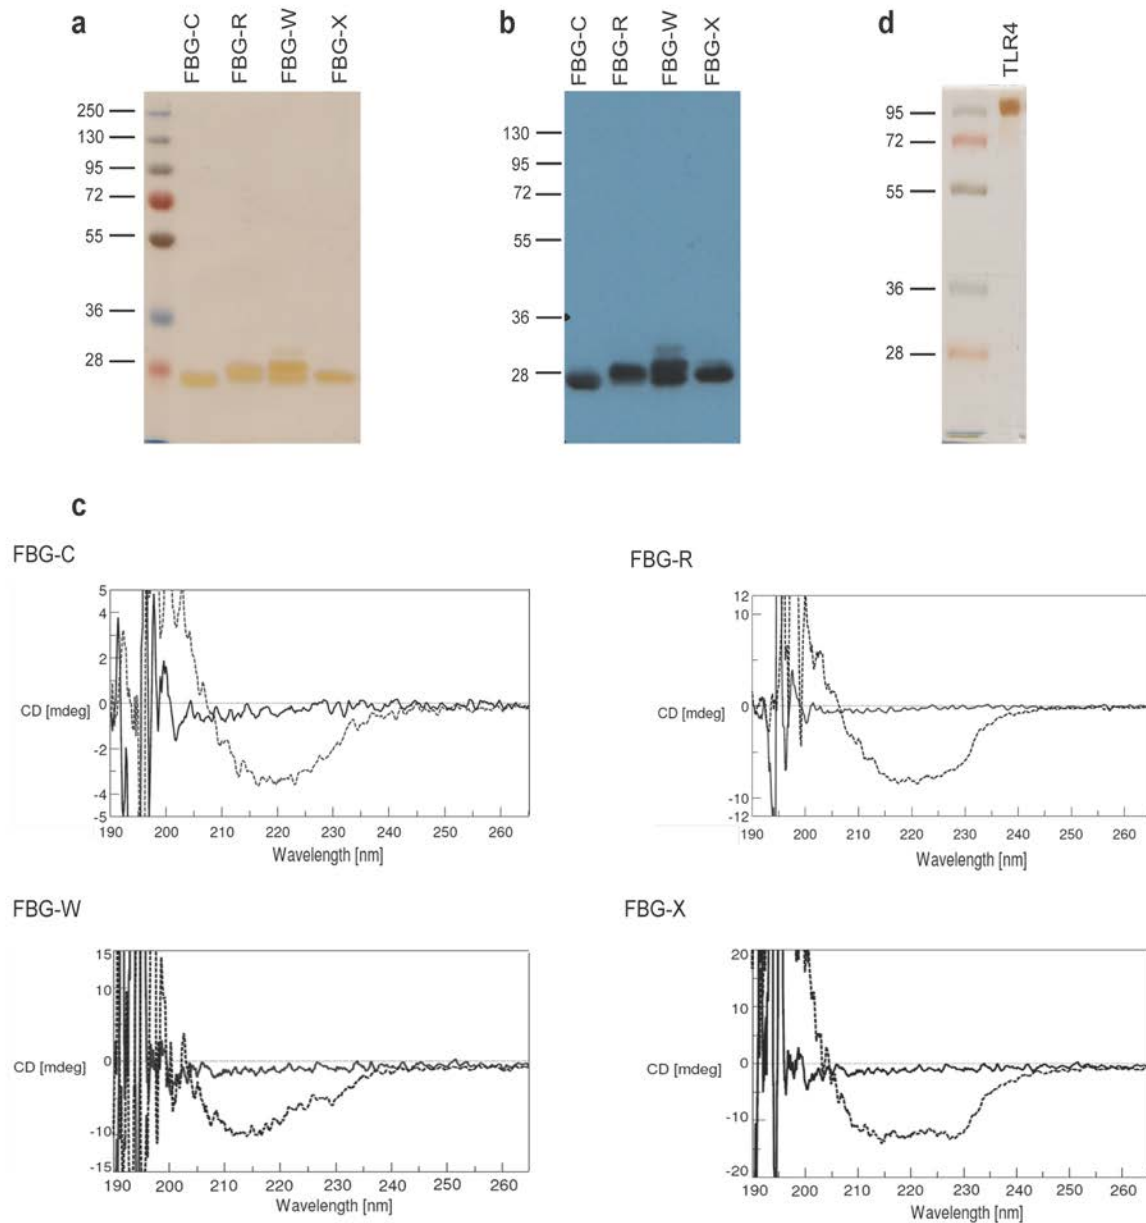 a
FBG-C
FBG-R
FBG-W
FBG-X
250
130
95
72
55
36
28
b
FBG-C
FBG-R
FBG-W
FBG-X
130
95
72
55
36
28
d
TLR4
95
72
55
36
28
c
FBG-C
5
4
2
0
-2
-4
-5
CD [mdeg]
190 200 210 220 230 240 250 260
Wavelength [nm]
FBG-R
12
10
0
-10
-12
CD [mdeg]
190 200 210 220 230 240 250 260
Wavelength [nm]
FBG-W
15
10
0
-10
-15
CD [mdeg]
190 200 210 220 230 240 250 260
Wavelength [nm]
FBG-X
20
10
0
-10
-20
CD [mdeg]
190 200 210 220 230 240 250 260
Wavelength [nm]